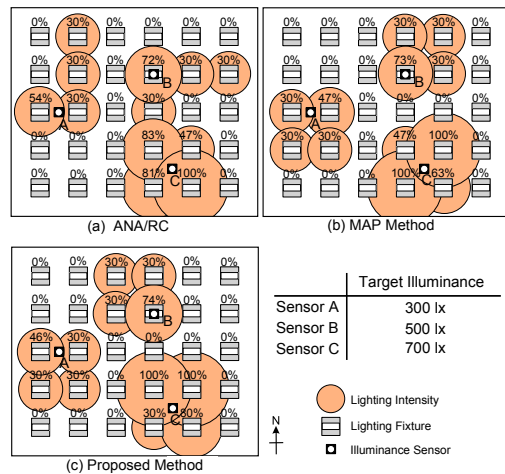 0% 30% 0% 0% 0% 0%
0% 30% 0% 72% 30% 30%
B
54% 30% 0% 30% 0% 0%
A
0% 0% 0% 83% 47% 0%
0% 0% 0% 81% 100% 0%
C
(a) ANA/RC
0% 0% 0% 30% 0% 0%
0% 0% 0% 73% 30% 0%
B
30% 47% 0% 0% 0% 0%
A
30% 30% 0% 47% 100% 0%
0% 0% 0% 100% 63% 0%
C
(b) MAP Method
0% 0% 30% 30% 0% 0%
0% 0% 30% 74% 0% 0%
B
46% 30% 0% 0% 0% 0%
A
30% 30% 0% 100% 100% 0%
0% 0% 0% 30% 80% 0%
C
(c) Proposed Method
Target Illuminance
Sensor A 300 lx
Sensor B 500 lx
Sensor C 700 lx
N
Lighting Intensity
Lighting Fixture
Illuminance Sensor